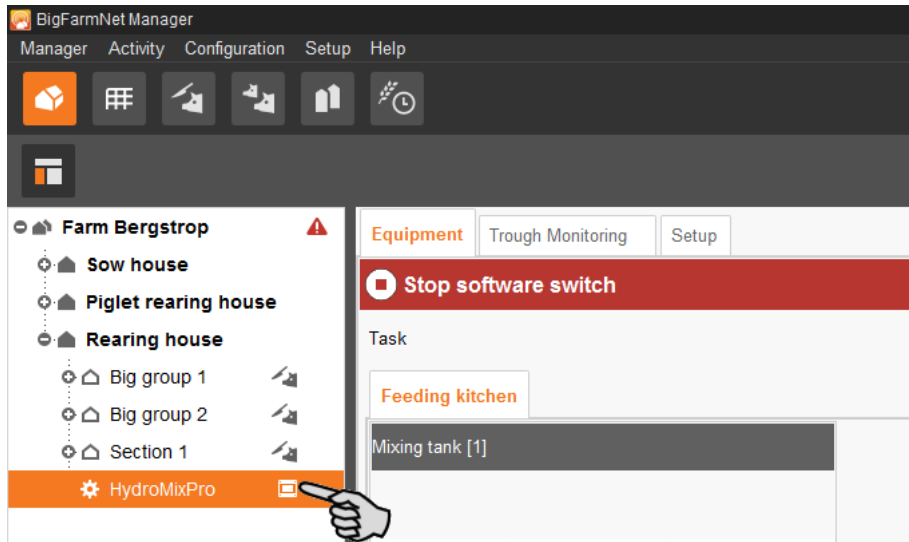 BigFarmNet Manager
Manager Activity Configuration Setup Help
Farm Bergstrop
Sow house
Piglet rearing house
Rearing house
Big group 1
Big group 2
Section 1
HydroMixPro
Equipment Trough Monitoring Setup
Stop software switch
Task
Feeding kitchen
Mixing tank [1]